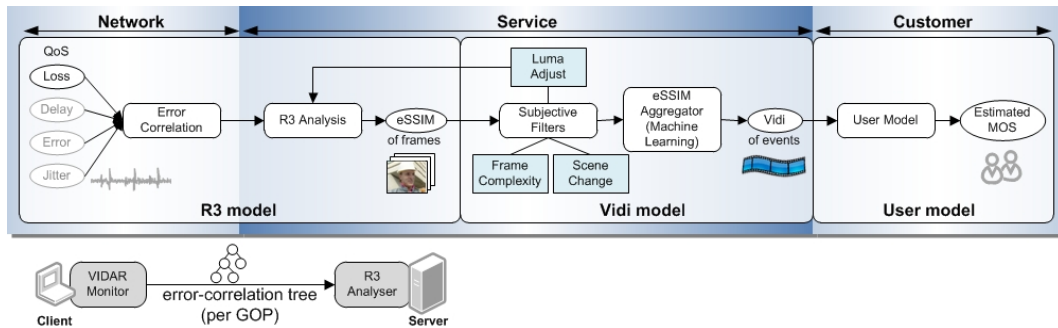 Network
Service
Customer
QoS
Loss
Delay
Error
Jitter
Error
Correlation
R3 Analysis
eSSIM
of frames
Luma
Adjust
Subjective
Filters
Frame
Complexity
Scene
Change
eSSIM
Aggregator
(Machine
Learning)
Vidi
of events
User Model
Estimated
MOS
R3 model
Vidi model
User model
VIDAR
Monitor
Client
error-correlation tree
(per GOP)
R3
Analyser
Server